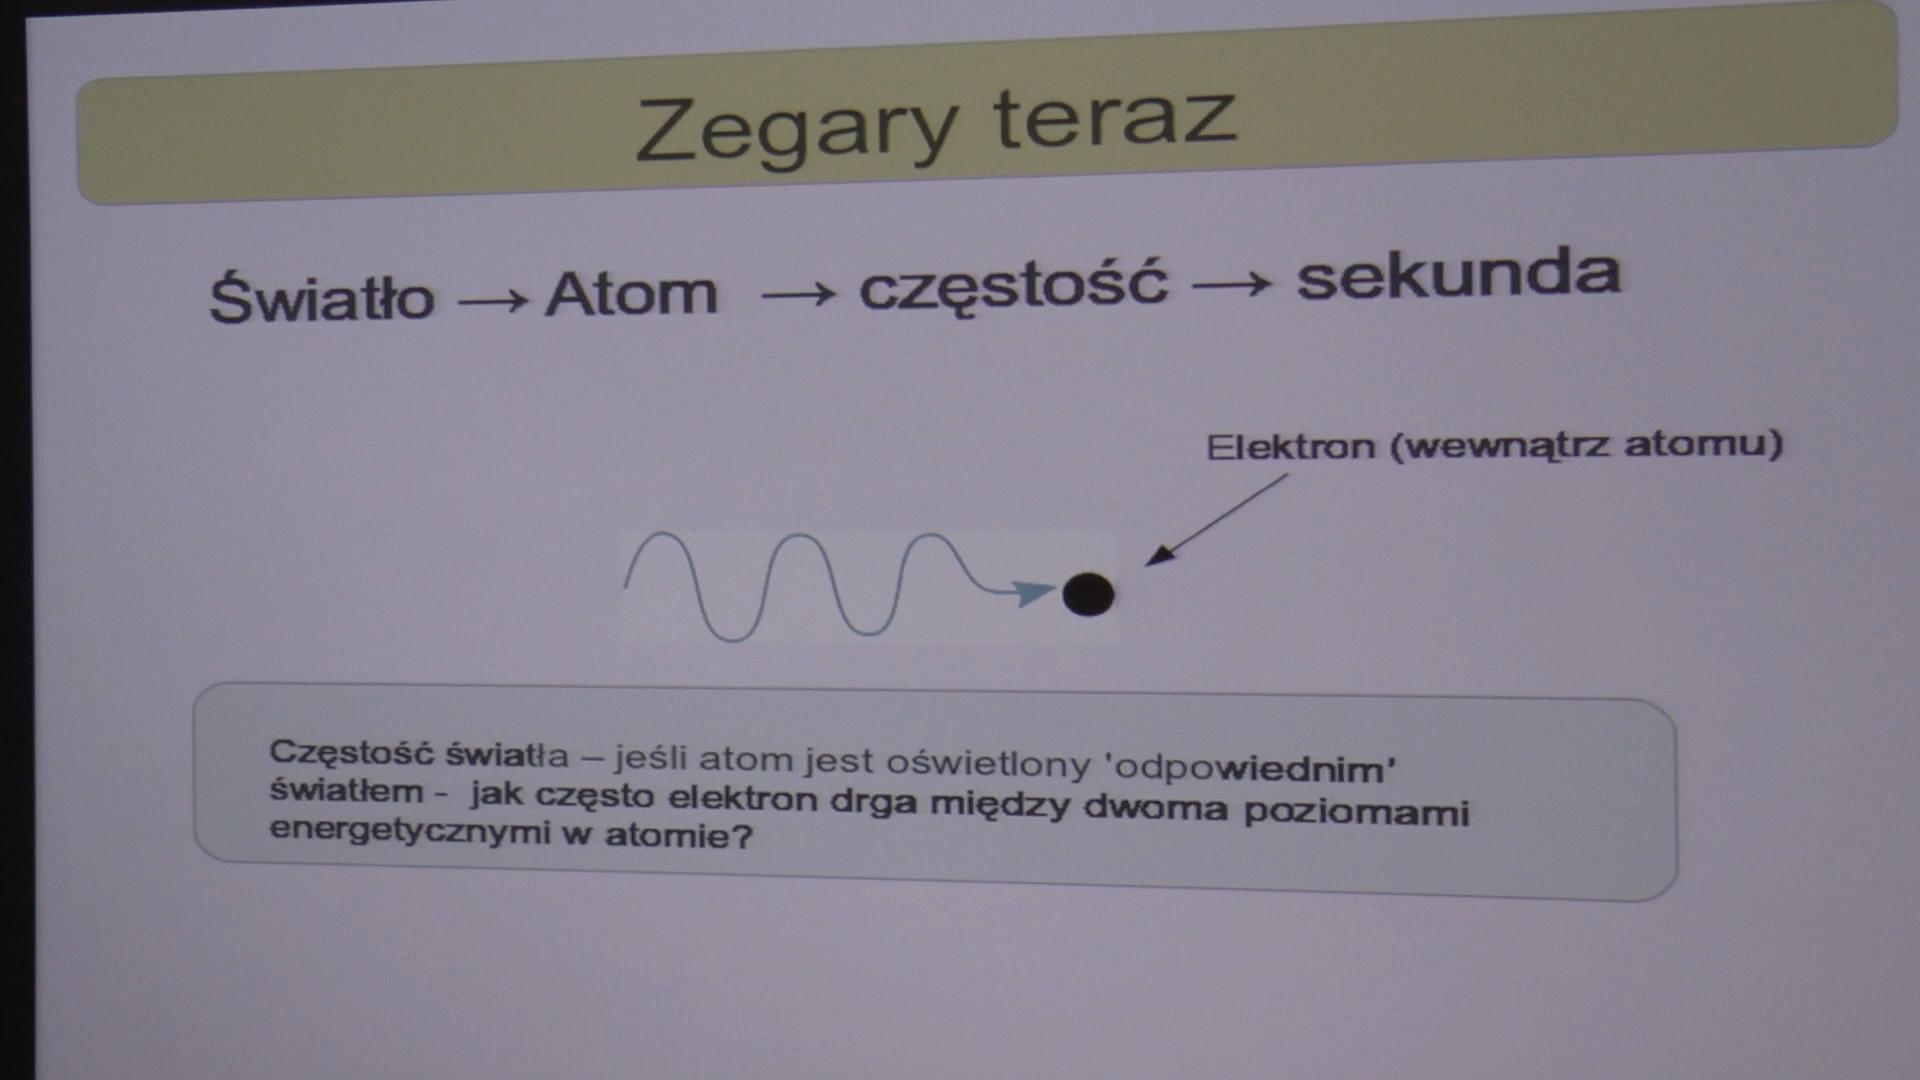 Zegary teraz
Światło → Atom → częstość → sekunda
Elektron (wewnątrz atomu)
Częstość światła – jeśli atom jest oświetlony 'odpowiednim'
światłem - jak często elektron drga między dwoma poziomami
energetycznymi w atomie?